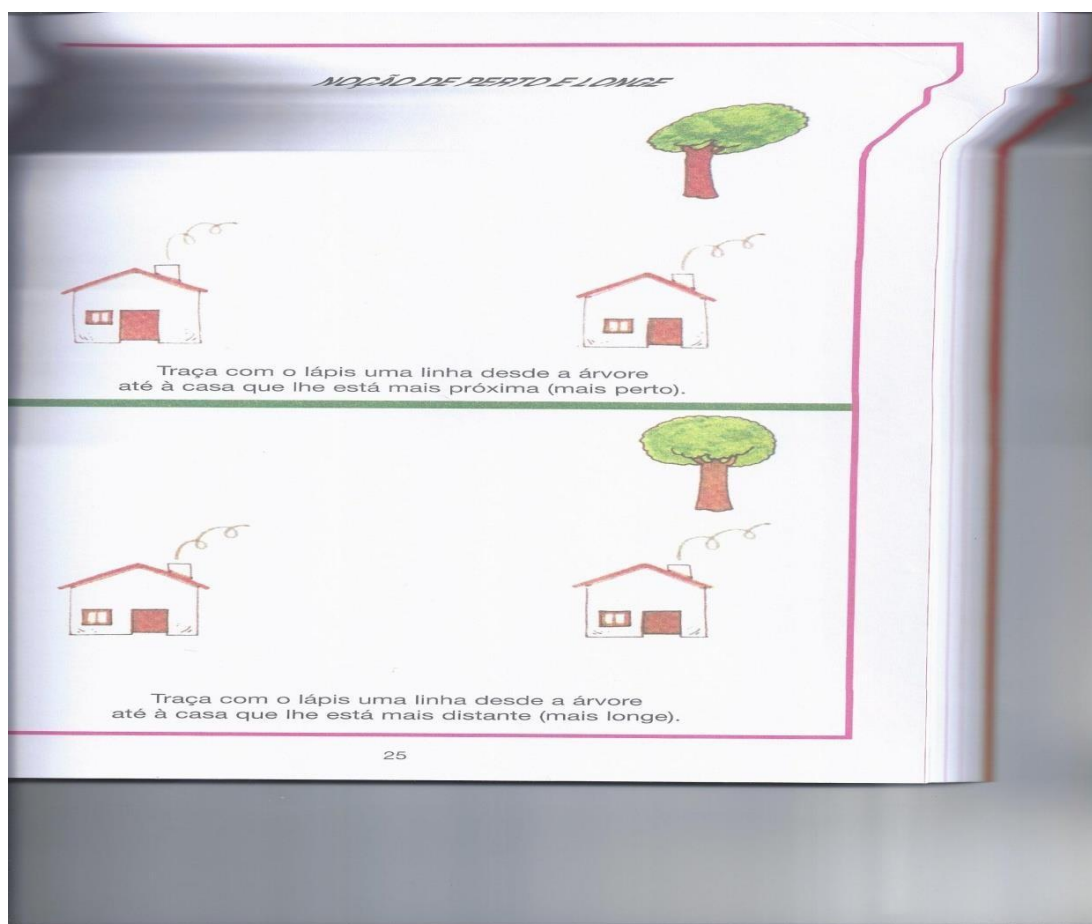 NOÇÃO DE PERTO E LONGE
Traça com o lápis uma linha desde a árvore
até à casa que lhe está mais próxima (mais perto).
Traça com o lápis uma linha desde a árvore
até à casa que lhe está mais distante (mais longe).
25